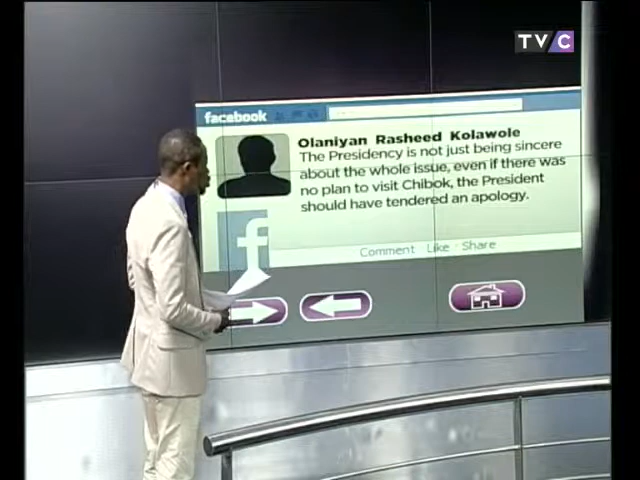 TVC
facebook
Olaniyan Rasheed Kolawole
The Presidency is not just being sincere
about the whole issue, even if there was
no plan to visit Chibok, the President
should have tendered an apology.
f
Comment Like · Share